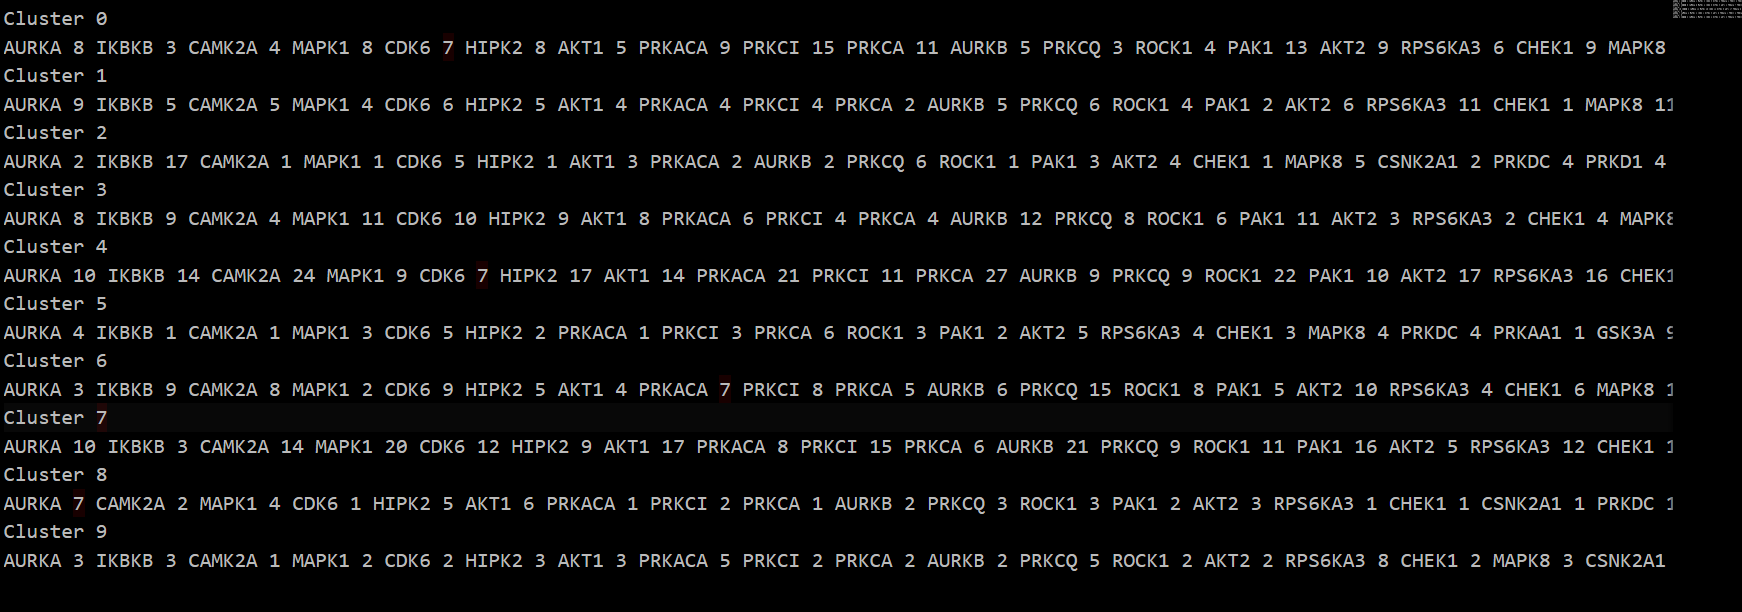 Cluster 0
AURKA 8 IKBKB 3 CAMK2A 4 MAPK1 8 CDK6 7 HIPK2 8 AKT1 5 PRKACA 9 PRKCI 15 PRKCA 11 AURKB 5 PRKCQ 3 ROCK1 4 PAK1 13 AKT2 9 RPS6KA3 6 CHEK1 9 MAPK8
Cluster 1
AURKA 9 IKBKB 5 CAMK2A 5 MAPK1 4 CDK6 6 HIPK2 5 AKT1 4 PRKACA 4 PRKCI 4 PRKCA 2 AURKB 5 PRKCQ 6 ROCK1 4 PAK1 2 AKT2 6 RPS6KA3 11 CHEK1 1 MAPK8 11
Cluster 2
AURKA 2 IKBKB 17 CAMK2A 1 MAPK1 1 CDK6 5 HIPK2 1 AKT1 3 PRKACA 2 AURKB 2 PRKCQ 6 ROCK1 1 PAK1 3 AKT2 4 CHEK1 1 MAPK8 5 CSNK2A1 2 PRKDC 4 PRKD1 4
Cluster 3
AURKA 8 IKBKB 9 CAMK2A 4 MAPK1 11 CDK6 10 HIPK2 9 AKT1 8 PRKACA 6 PRKCI 4 PRKCA 4 AURKB 12 PRKCQ 8 ROCK1 6 PAK1 11 AKT2 3 RPS6KA3 2 CHEK1 4 MAPK8
Cluster 4
AURKA 10 IKBKB 14 CAMK2A 24 MAPK1 9 CDK6 7 HIPK2 17 AKT1 14 PRKACA 21 PRKCI 11 PRKCA 27 AURKB 9 PRKCQ 9 ROCK1 22 PAK1 10 AKT2 17 RPS6KA3 16 CHEK1
Cluster 5
AURKA 4 IKBKB 1 CAMK2A 1 MAPK1 3 CDK6 5 HIPK2 2 PRKACA 1 PRKCI 3 PRKCA 6 ROCK1 3 PAK1 2 AKT2 5 RPS6KA3 4 CHEK1 3 MAPK8 4 PRKDC 4 PRKAA1 1 GSK3A 9
Cluster 6
AURKA 3 IKBKB 9 CAMK2A 8 MAPK1 2 CDK6 9 HIPK2 5 AKT1 4 PRKACA 7 PRKCI 8 PRKCA 5 AURKB 6 PRKCQ 15 ROCK1 8 PAK1 5 AKT2 10 RPS6KA3 4 CHEK1 6 MAPK8 1
Cluster 7
AURKA 10 IKBKB 3 CAMK2A 14 MAPK1 20 CDK6 12 HIPK2 9 AKT1 17 PRKACA 8 PRKCI 15 PRKCA 6 AURKB 21 PRKCQ 9 ROCK1 11 PAK1 16 AKT2 5 RPS6KA3 12 CHEK1 1
Cluster 8
AURKA 7 CAMK2A 2 MAPK1 4 CDK6 1 HIPK2 5 AKT1 6 PRKACA 1 PRKCI 2 PRKCA 1 AURKB 2 PRKCQ 3 ROCK1 3 PAK1 2 AKT2 3 RPS6KA3 1 CHEK1 1 CSNK2A1 1 PRKDC 1
Cluster 9
AURKA 3 IKBKB 3 CAMK2A 1 MAPK1 2 CDK6 2 HIPK2 3 AKT1 3 PRKACA 5 PRKCI 2 PRKCA 2 AURKB 2 PRKCQ 5 ROCK1 2 AKT2 2 RPS6KA3 8 CHEK1 2 MAPK8 3 CSNK2A1